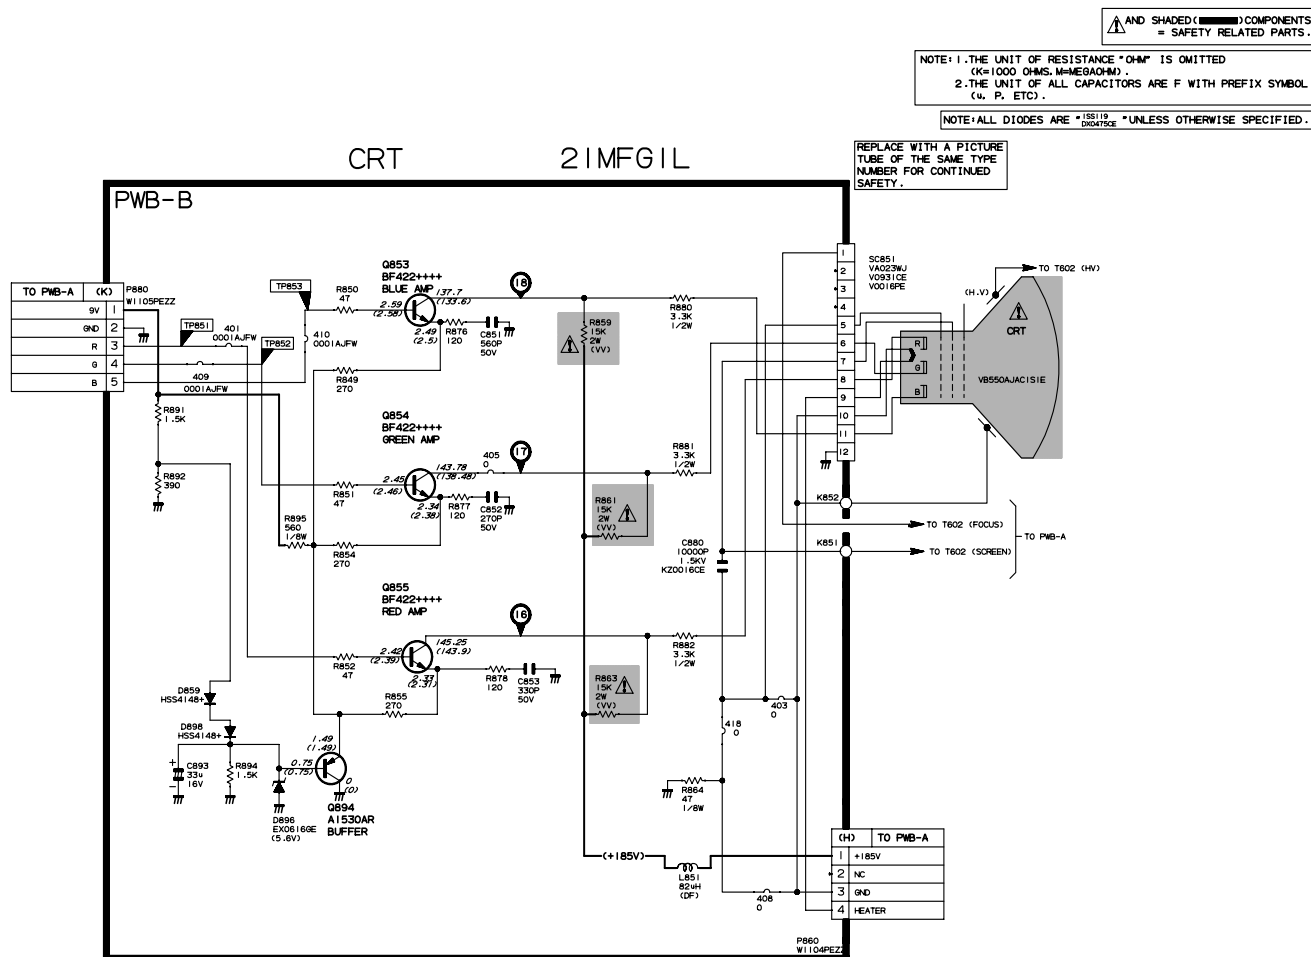 AND SHADED( )COMPONENTS
= SAFETY RELATED PARTS.
NOTE: 1.THE UNIT OF RESISTANCE "OHM" IS OMITTED
(K=1000 OHMS, M=MEGAOHM).
2.THE UNIT OF ALL CAPACITORS ARE F WITH PREFIX SYMBOL
(u, P, ETC).
NOTE:ALL DIODES ARE "1SS119 DX0475CE "UNLESS OTHERWISE SPECIFIED.
REPLACE WITH A PICTURE
TUBE OF THE SAME TYPE
NUMBER FOR CONTINUED
SAFETY.
CRT
21MFG1L
PWB-B
TO PWB-A (K)
9V 1
GND 2
R 3
G 4
B 5
P880
W1105PEZZ
TP851
401
0001AJFW
TP852
409
0001AJFW
TP853
410
0001AJFW
R850
47
Q853
BF422++++
BLUE AMP
2.59
(2.58)
137.7
(133.6)
2.49
(2.5)
R876
120
C851
560P
50V
18
R859
15K
2W
(VV)
R880
3.3K
1/2W
R849
270
R891
1.5K
R892
390
Q854
BF422++++
GREEN AMP
2.45
(2.46)
143.78
(138.48)
405
0
17
2.34
(2.38)
R851
47
R877
120
C852
270P
50V
R861
15K
2W
(VV)
R881
3.3K
1/2W
R895
560
1/8W
R854
270
Q855
BF422++++
RED AMP
2.42
(2.39)
145.25
(143.9)
2.33
(2.31)
16
R852
47
R878
120
C853
330P
50V
R863
15K
2W
(VV)
R882
3.3K
1/2W
R855
270
D859
HSS4148+
D898
HSS4148+
+
C893
33u
16V
-
R894
1.5K
D896
EX0616GE
(5.6V)
1.49
(1.49)
0.75
(0.75)
0
(0)
Q894
A1530AR
BUFFER
C880
10000P
1.5KV
KZ0016CE
403
0
418
0
R864
47
1/8W
(+185V)
L851
82uH
(DF)
408
0
1
2
3
4
5
6
7
8
9
10
11
12
SC851
VA023WJ
V0931CE
V0016PE
(H.V)
TO T602 (HV)
CRT
R
G
B
VB550AJAC1S1E
K852
TO T602 (FOCUS)
K851
TO T602 (SCREEN)
TO PWB-A
(H) TO PWB-A
1 +185V
2 NC
3 GND
4 HEATER
P860
W1104PEZZ